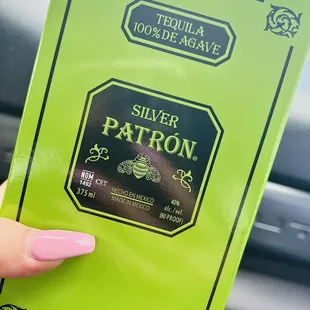 TEQUILA
100% DE AGAVE
SILVER
PATRÓN®
NOM
1492
CRT
375 ml
HECHO EN MEXICO
MADE IN MEXICO
40%
alc./vol.
(80 PROOF)